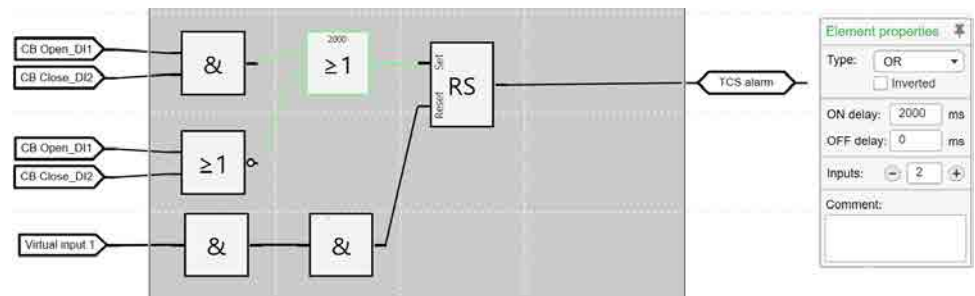 CB Open_DI1
CB Close_DI2
&
2000
≥1
Set
Reset
RS
TCS alarm
CB Open_DI1
CB Close_DI2
≥1
Virtual input 1
&
&
Element properties
Type: OR
Inverted
ON delay: 2000 ms
OFF delay: 0 ms
Inputs: − 2 +
Comment: